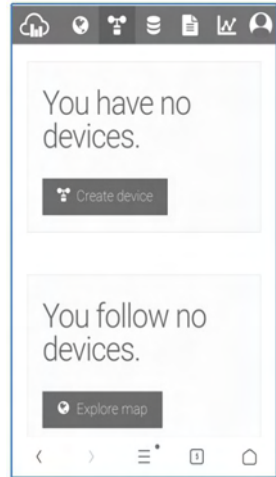 You have no
devices.
Create device
You follow no
devices.
Explore map